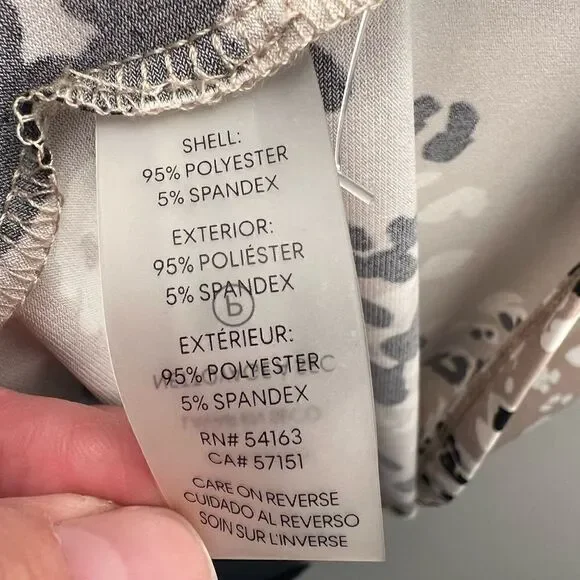 SHELL:
95% POLYESTER
5% SPANDEX
EXTERIOR:
95% POLIÉSTER
5% SPANDEX
EXTÉRIEUR:
95% POLYESTER
5% SPANDEX
RN# 54163
CA# 57151
CARE ON REVERSE
CUIDADO AL REVERSO
SOIN SUR L'INVERSE